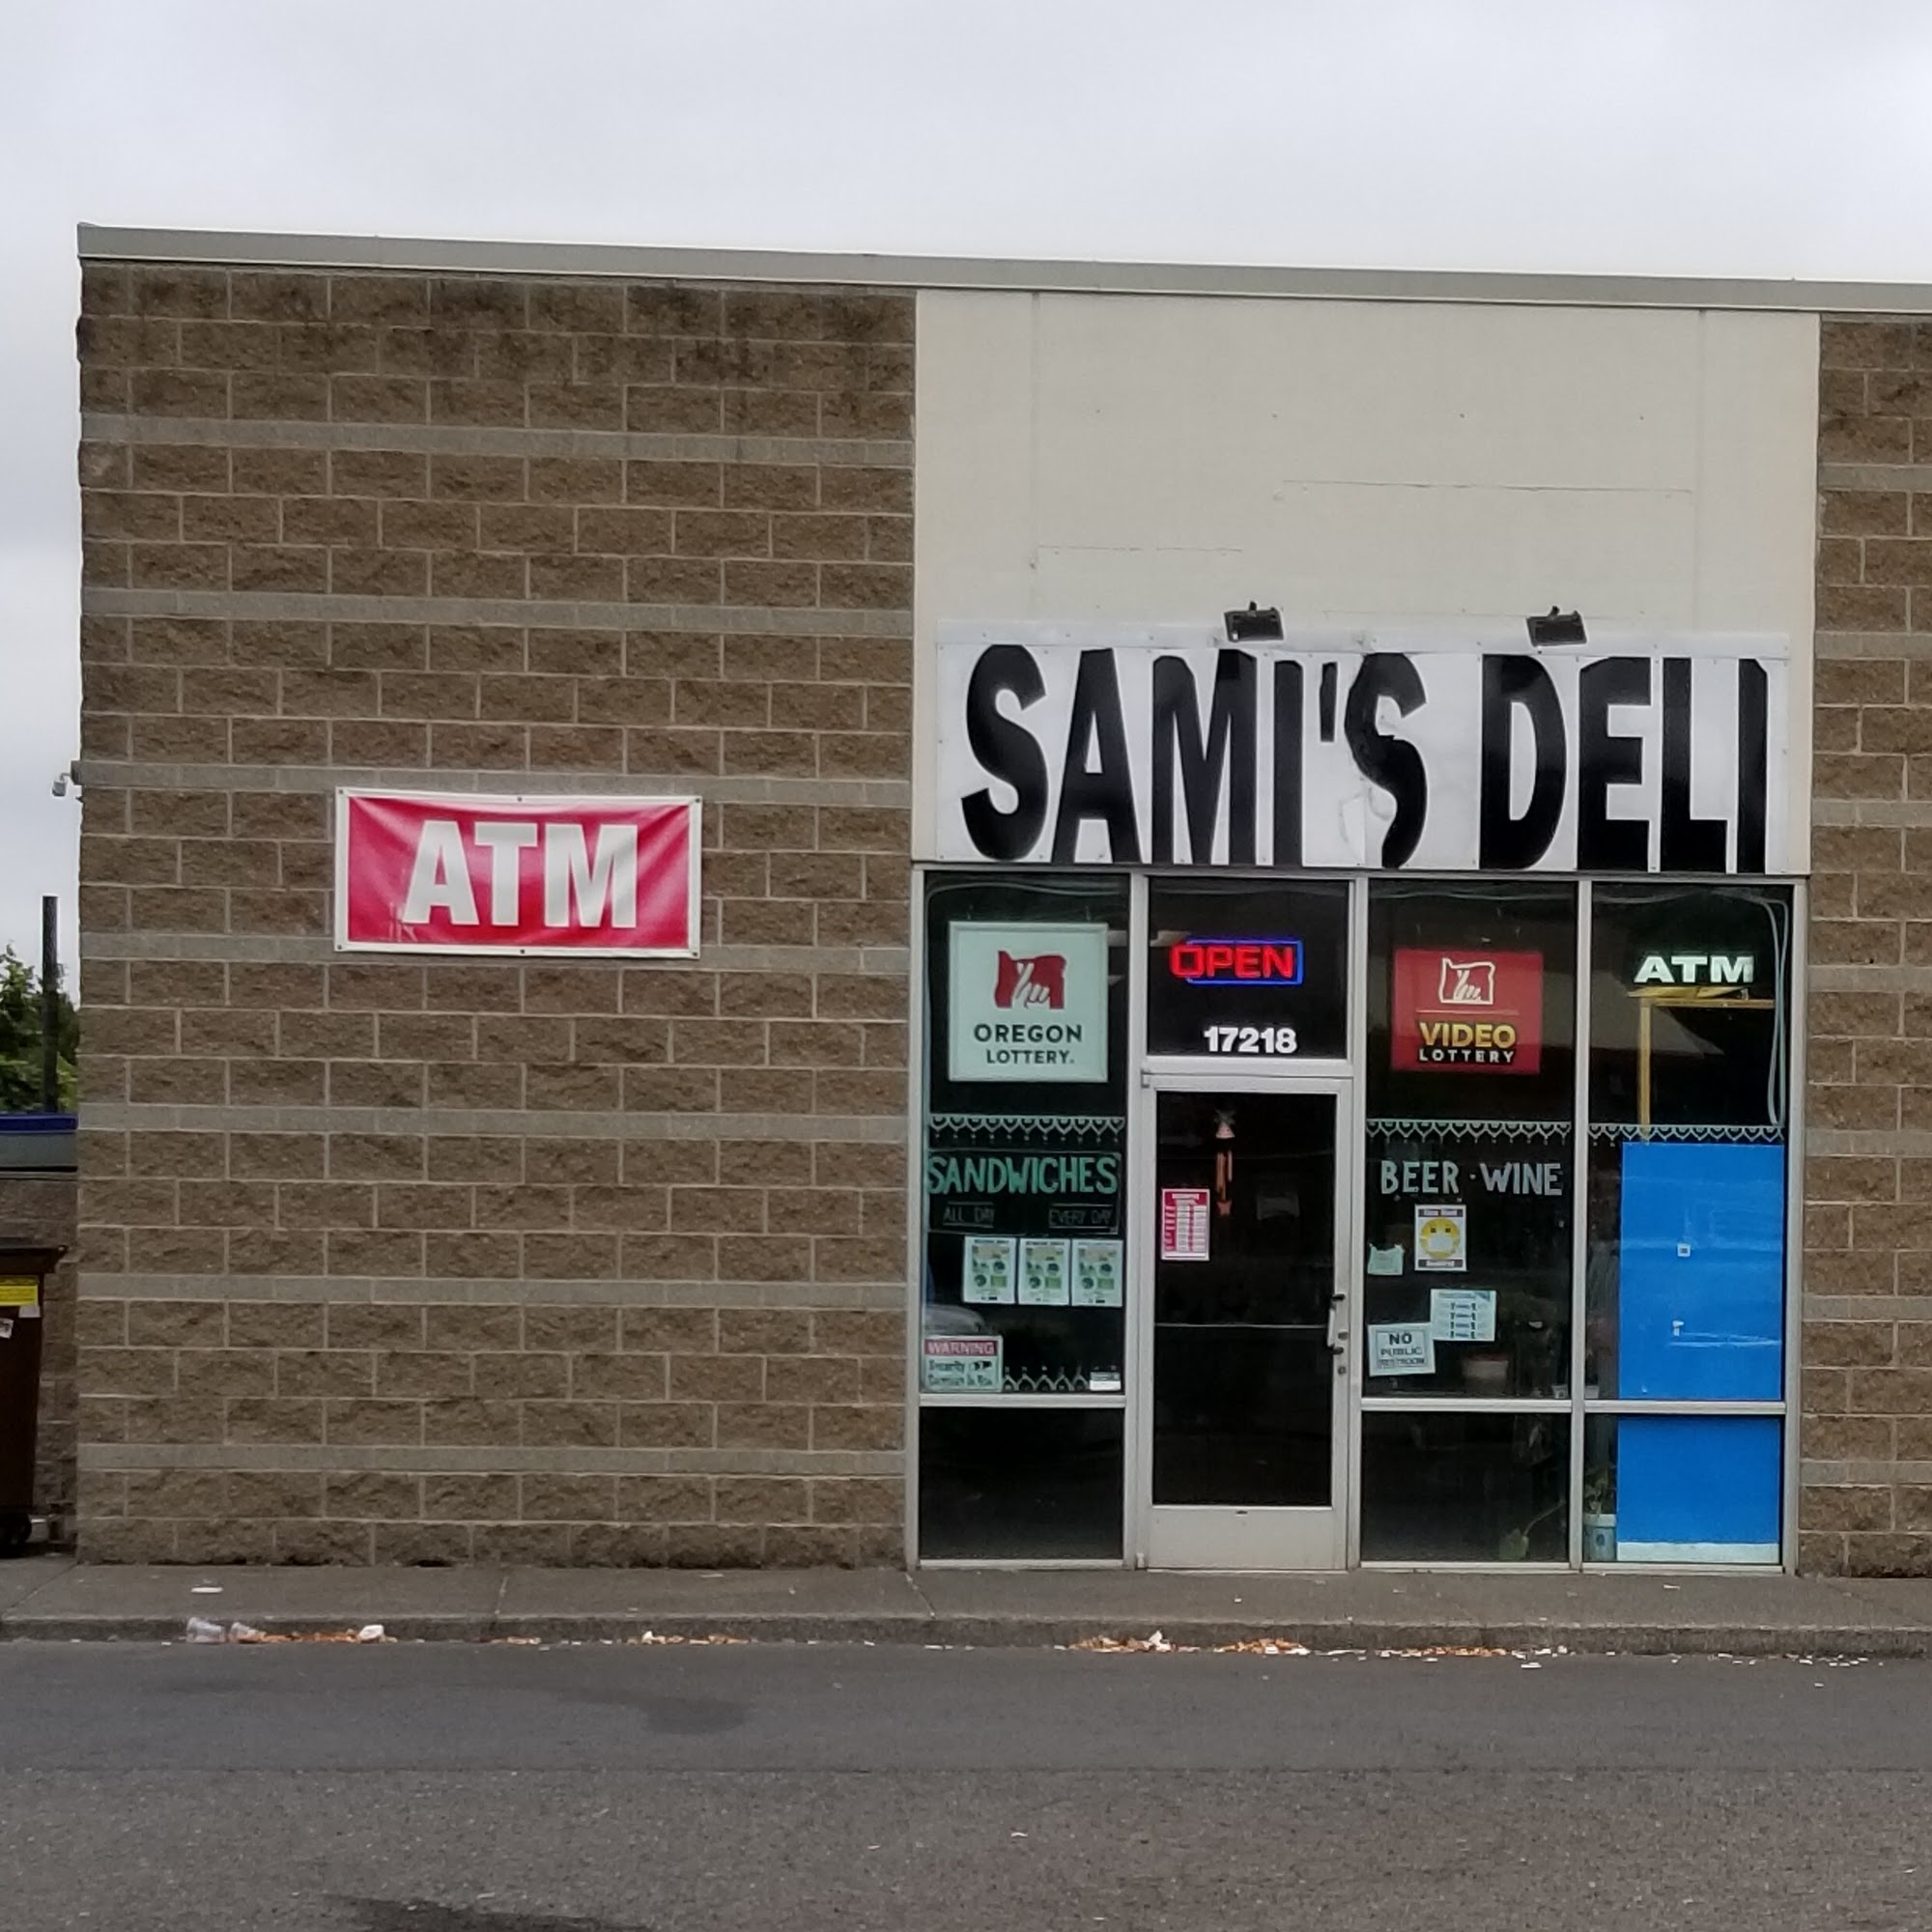 SAMI'S DELI
ATM
OREGON
LOTTERY.
OPEN
17218
VIDEO
LOTTERY
ATM
SANDWICHES
ALL DAY EVERY DAY
BEER · WINE
WARNING
Security
NO
PUBLIC
RESTROOM